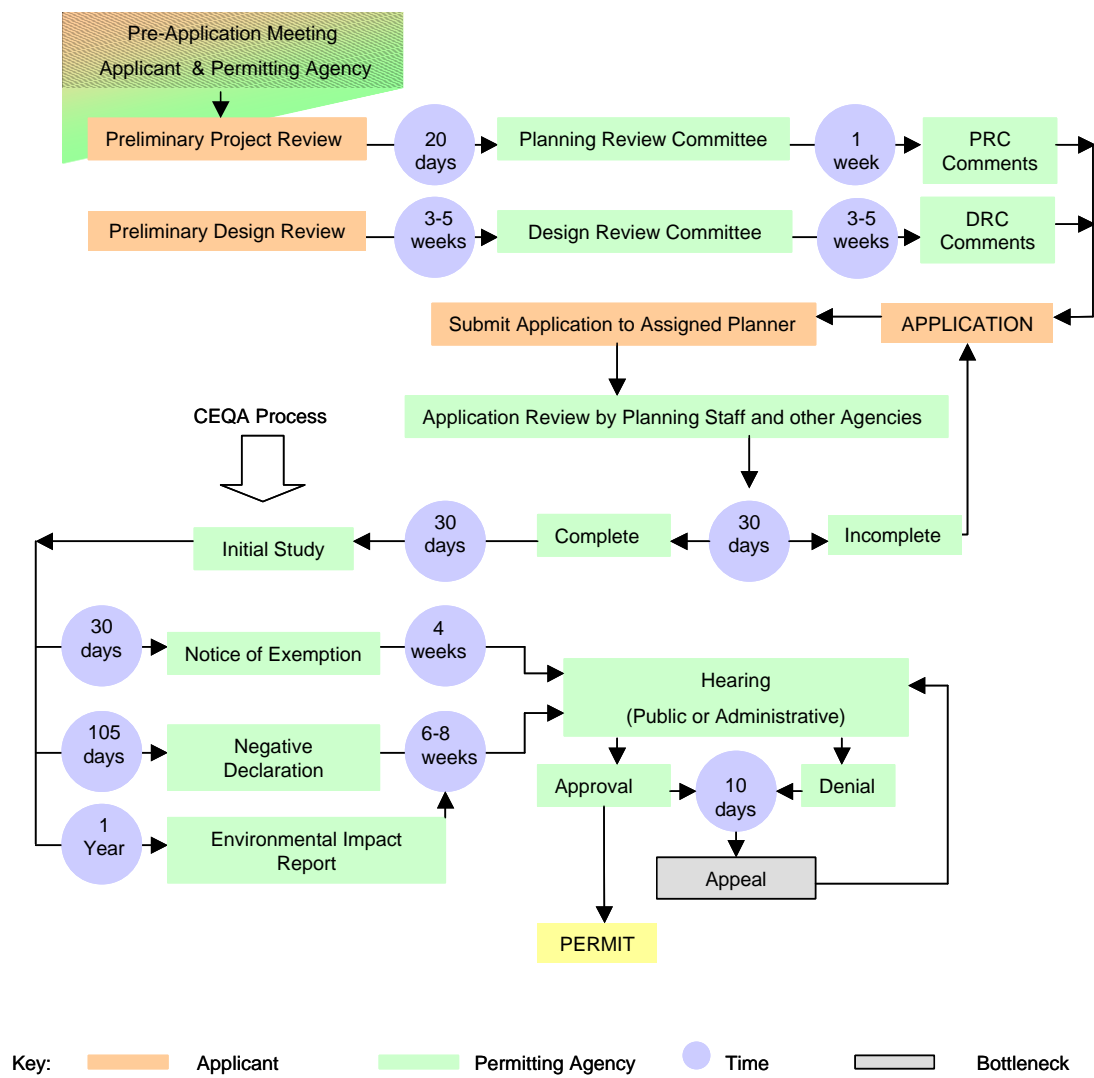 Pre-Application Meeting
Applicant & Permitting Agency
Preliminary Project Review
20
days
Planning Review Committee
1
week
PRC
Comments
Preliminary Design Review
3-5
weeks
Design Review Committee
3-5
weeks
DRC
Comments
Submit Application to Assigned Planner
APPLICATION
Application Review by Planning Staff and other Agencies
CEQA Process
Initial Study
30
days
Complete
30
days
Incomplete
30
days
Notice of Exemption
4
weeks
Hearing
(Public or Administrative)
105
days
Negative
Declaration
6-8
weeks
Approval
10
days
Denial
1
Year
Environmental Impact
Report
Appeal
PERMIT
Key:
Applicant
Permitting Agency
Time
Bottleneck